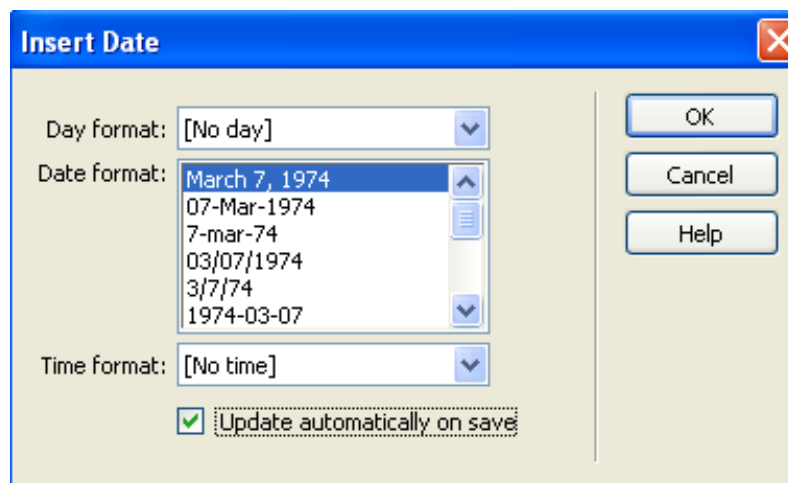 Insert Date
Day format: [No day]
Date format:
March 7, 1974
07-Mar-1974
7-mar-74
03/07/1974
3/7/74
1974-03-07
Time format: [No time]
Update automatically on save
OK
Cancel
Help